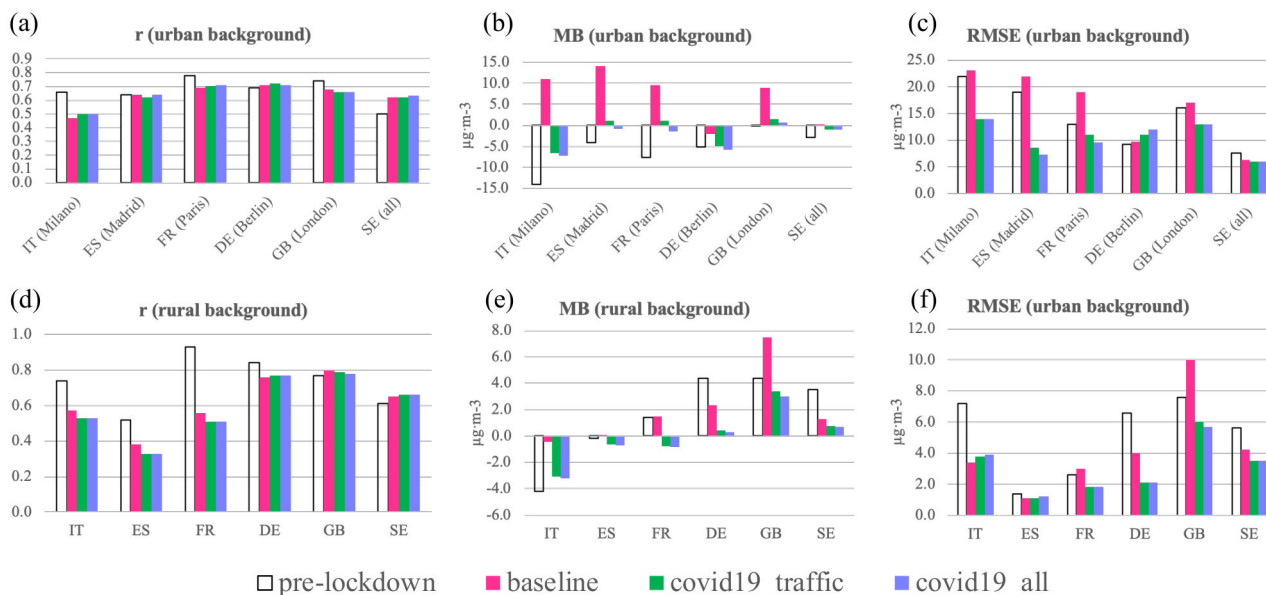 (a)
r (urban background)
0.9
0.8
0.7
0.6
0.5
0.4
0.3
0.2
0.1
0.0
IT (Milano)
ES (Madrid)
FR (Paris)
DE (Berlin)
GB (London)
SE (all)
(b)
MB (urban background)
µg·m-3
15.0
10.0
5.0
0.0
-5.0
-10.0
-15.0
IT (Milano)
ES (Madrid)
FR (Paris)
DE (Berlin)
GB (London)
SE (all)
(c)
RMSE (urban background)
µg·m-3
25.0
20.0
15.0
10.0
5.0
0.0
IT (Milano)
ES (Madrid)
FR (Paris)
DE (Berlin)
GB (London)
SE (all)
(d)
r (rural background)
1.0
0.8
0.6
0.4
0.2
0.0
IT ES FR DE GB SE
(e)
MB (rural background)
µg·m-3
8.0
6.0
4.0
2.0
0.0
-2.0
-4.0
-6.0
IT ES FR DE GB SE
(f)
RMSE (urban background)
µg·m-3
12.0
10.0
8.0
6.0
4.0
2.0
0.0
IT ES FR DE GB SE
pre-lockdown baseline covid19_traffic covid19_all